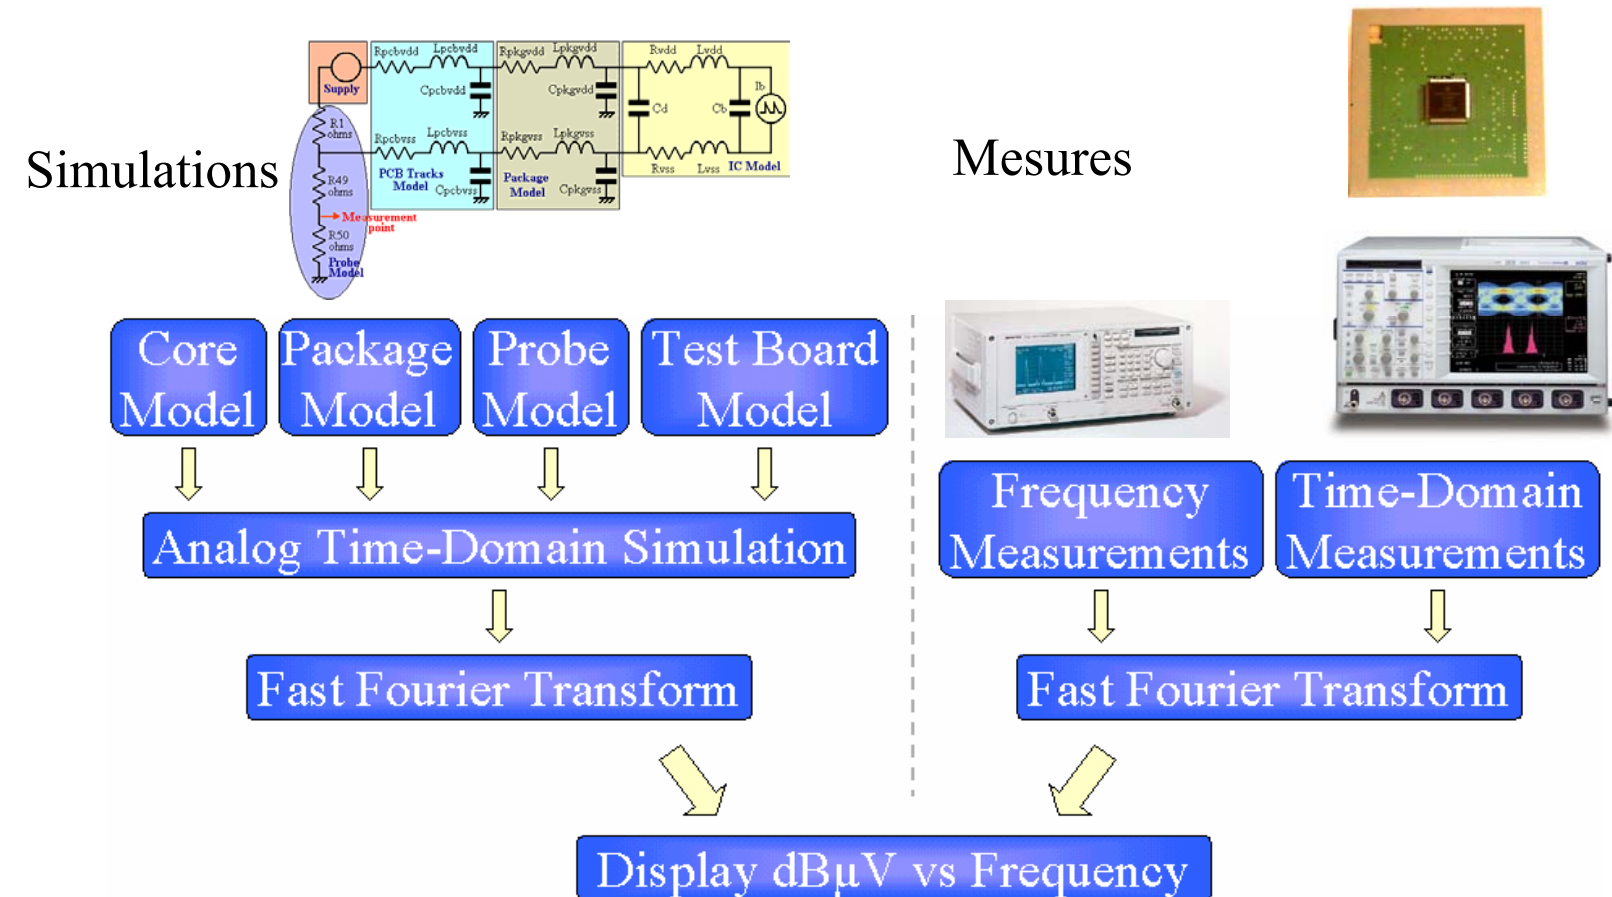 Simulations
Supply
Rpcbvdd
Lpcbvdd
Cpcbvdd
Rpkgvdd
Lpkgvdd
Cpkgvdd
Rvdd
Lvdd
Ib
Cd
Cb
R1
ohms
Rpcbvss
Lpcbvss
Cpcbvss
PCB Tracks
Model
Rpkgvss
Lpkgvss
Cpkgvss
Package
Model
Rvss
Lvss
IC Model
R49
ohms
Measurement
point
R50
ohms
Probe
Model
Mesures
Core
Model
Package
Model
Probe
Model
Test Board
Model
Analog Time-Domain Simulation
Fast Fourier Transform
Frequency
Measurements
Time-Domain
Measurements
Fast Fourier Transform
Display dBµV vs Frequency